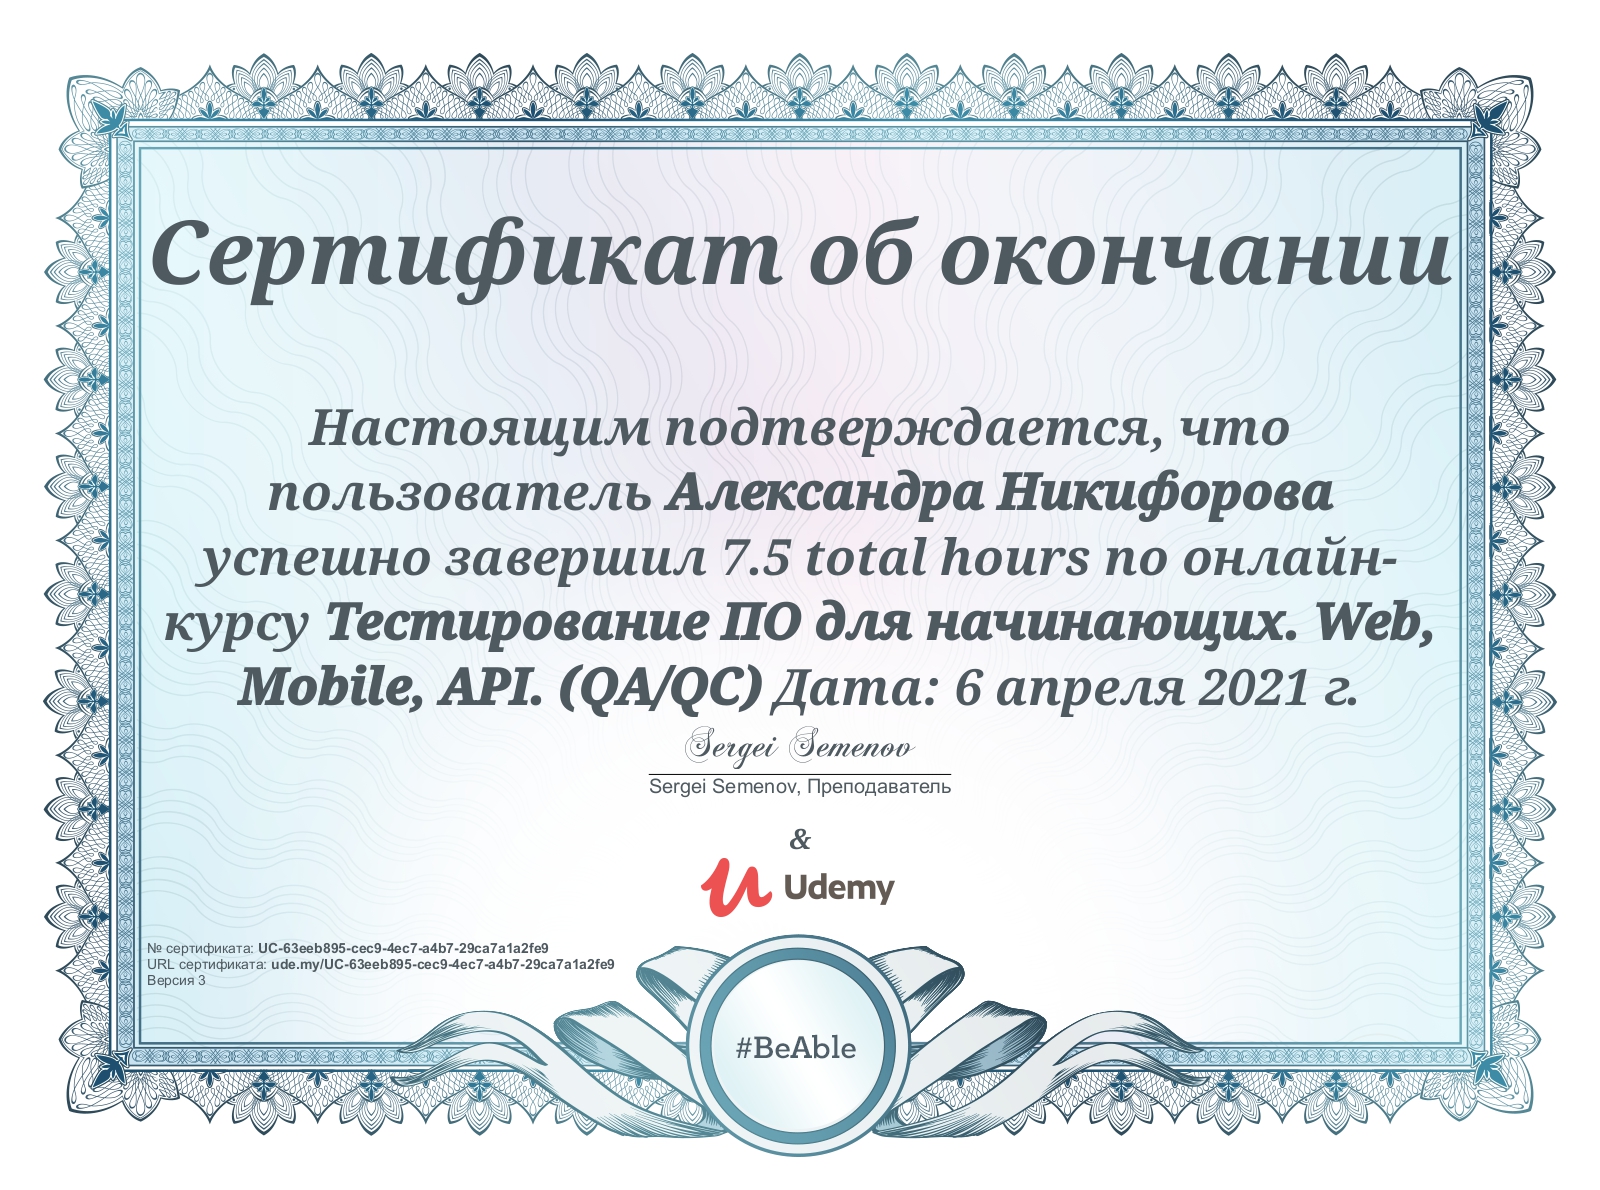 Сертификат об окончании
Настоящим подтверждается, что
пользователь Александра Никифорова
успешно завершил 7.5 total hours по онлайн-
курсу Тестирование ПО для начинающих. Web,
Mobile, API. (QA/QC) Дата: 6 апреля 2021 г.
Sergei Semenov
Sergei Semenov, Преподаватель
&
Udemy
№ сертификата: UC-63eeb895-cec9-4ec7-a4b7-29ca7a1a2fe9
URL сертификата: ude.my/UC-63eeb895-cec9-4ec7-a4b7-29ca7a1a2fe9
Версия 3
#BeAble